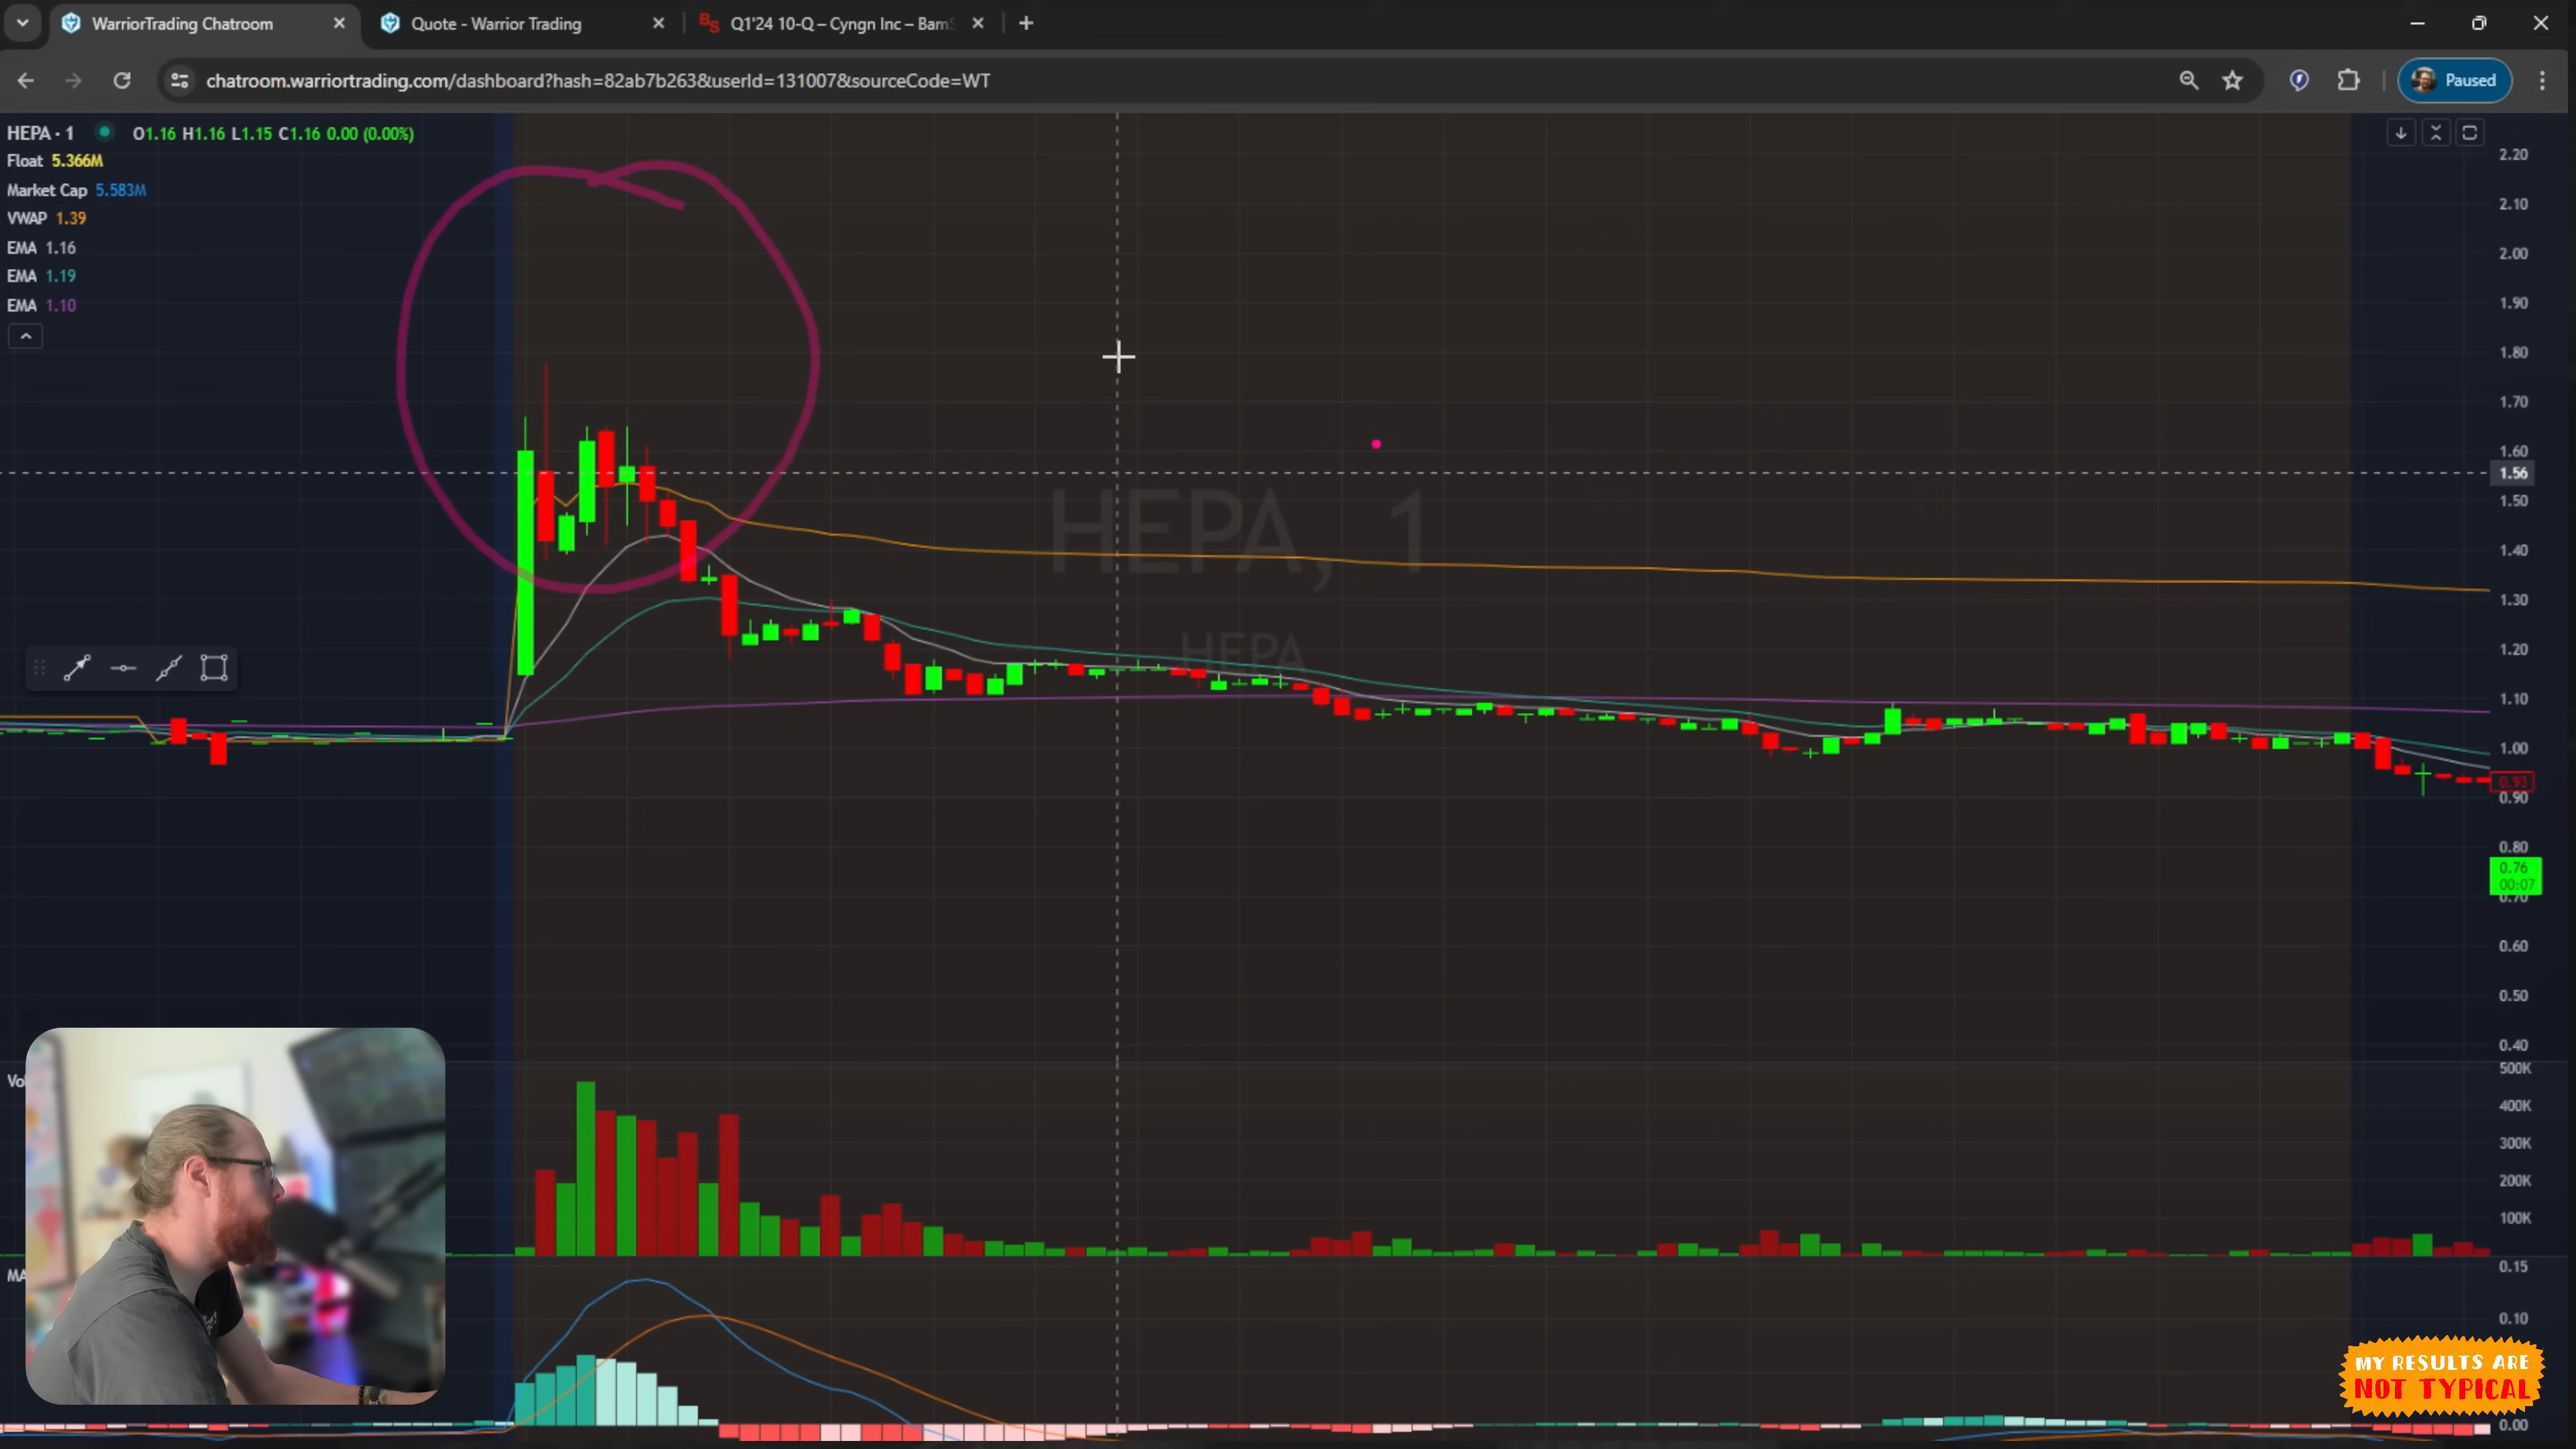 WarriorTrading Chatroom
Quote - Warrior Trading
BS Q1'24 10-Q – Cyngn Inc – Bam
chatroom.warriortrading.com/dashboard?hash=82ab7b263&userId=131007&sourceCode=WT
Paused
HEPA · 1 O1.16 H1.16 L1.15 C1.16 0.00 (0.00%)
Float 5.366M
Market Cap 5.583M
VWAP 1.39
EMA 1.16
EMA 1.19
EMA 1.10
2.20
2.10
2.00
1.90
1.80
1.70
1.60
1.56
1.50
1.40
1.30
1.20
1.10
1.00
0.93
0.90
0.80
0.76
00:07
0.70
0.60
0.50
0.40
HEPA, 1
HEPA
Vol
500K
400K
300K
200K
100K
MA
0.15
0.10
0.00
MY RESULTS ARE
NOT TYPICAL